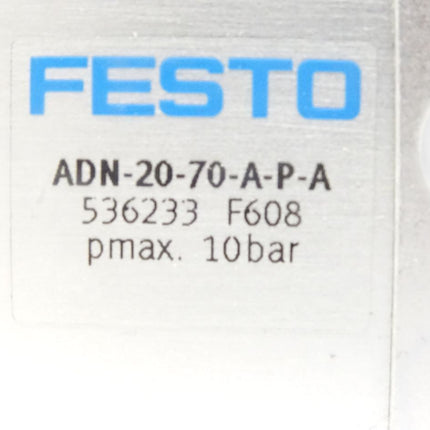 FESTO
ADN-20-70-A-P-A
536233 F608
pmax. 10bar